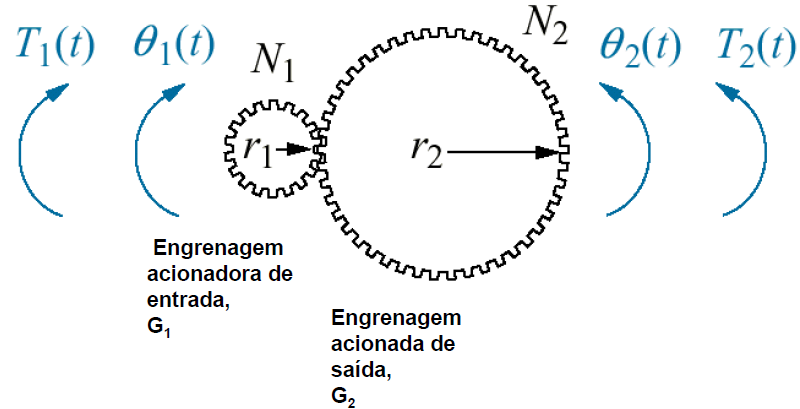 T₁(t) θ₁(t) N₁ N₂ θ₂(t) T₂(t)
r₁ r₂
Engrenagem
acionadora de
entrada,
G₁
Engrenagem
acionada de
saída,
G₂